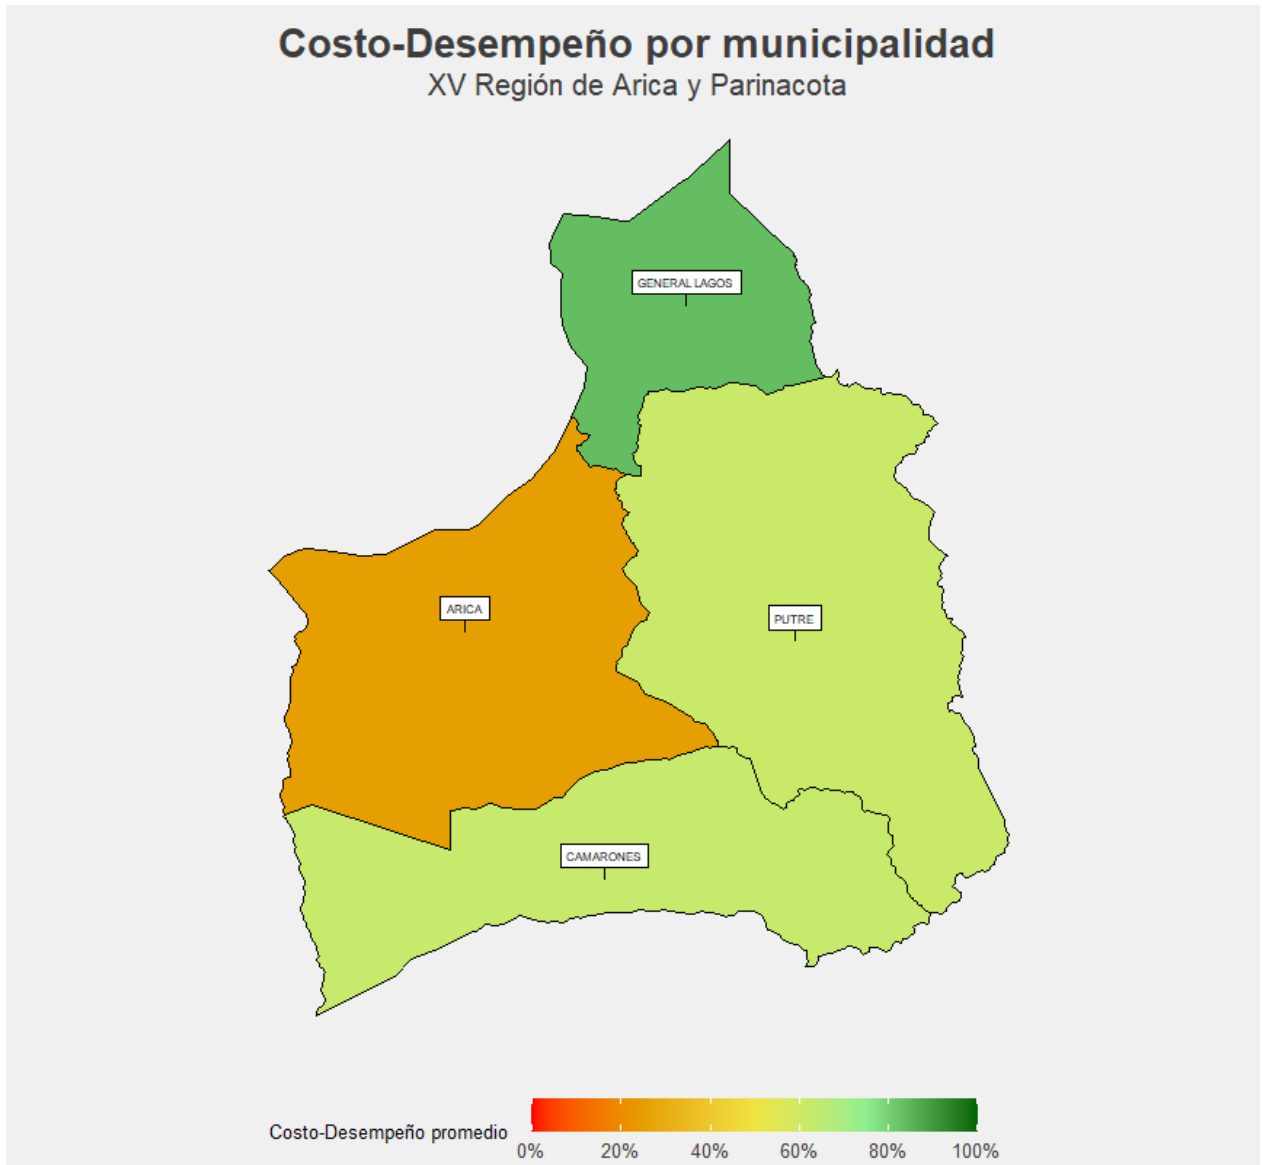 Costo-Desempeño por municipalidad
XV Región de Arica y Parinacota
GENERAL LAGOS
ARICA
PUTRE
CAMARONES
Costo-Desempeño promedio
0% 20% 40% 60% 80% 100%